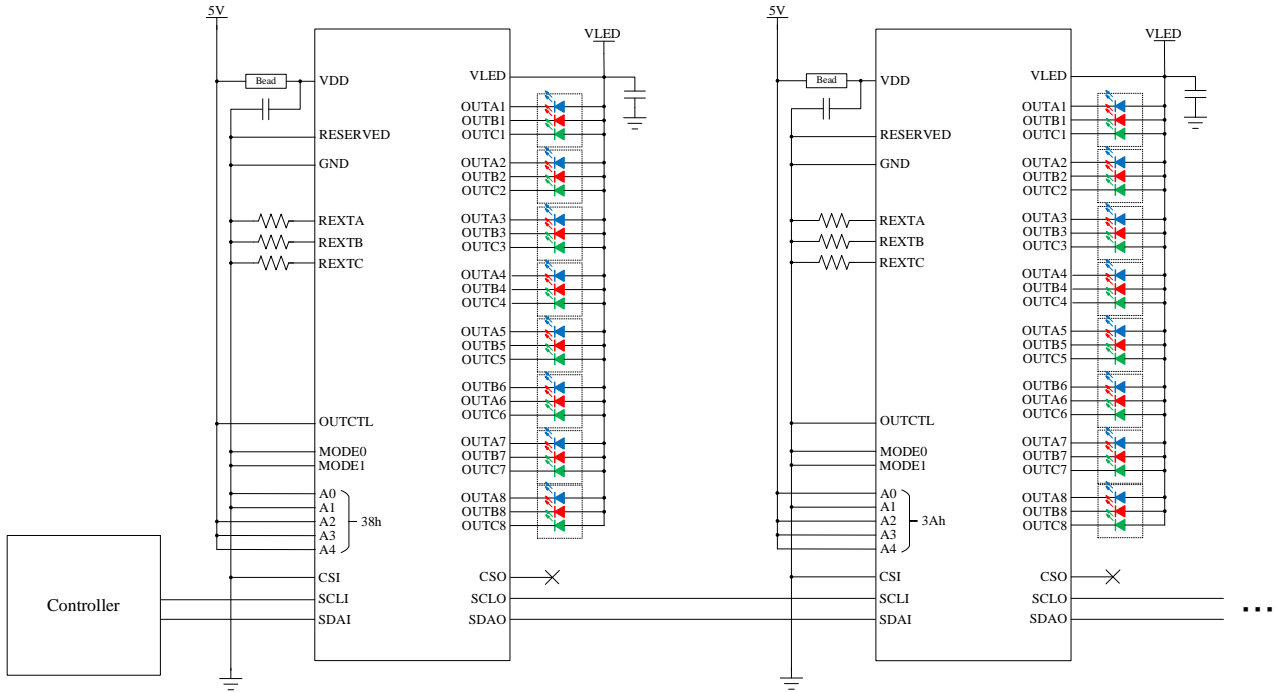 5V
VLED
Bead
VDD
RESERVED
GND
REXTA
REXTB
REXTC
OUTCTL
MODE0
MODE1
A0
A1
A2
A3
A4
38h
CSI
SCLI
SDAI
VLED
OUTA1
OUTB1
OUTC1
OUTA2
OUTB2
OUTC2
OUTA3
OUTB3
OUTC3
OUTA4
OUTB4
OUTC4
OUTA5
OUTB5
OUTC5
OUTB6
OUTA6
OUTC6
OUTA7
OUTB7
OUTC7
OUTA8
OUTB8
OUTC8
CSO
SCLO
SDAO
Controller
5V
VLED
Bead
VDD
RESERVED
GND
REXTA
REXTB
REXTC
OUTCTL
MODE0
MODE1
A0
A1
A2
A3
A4
3Ah
CSI
SCLI
SDAI
VLED
OUTA1
OUTB1
OUTC1
OUTA2
OUTB2
OUTC2
OUTA3
OUTB3
OUTC3
OUTA4
OUTB4
OUTC4
OUTA5
OUTB5
OUTC5
OUTB6
OUTA6
OUTC6
OUTA7
OUTB7
OUTC7
OUTA8
OUTB8
OUTC8
CSO
SCLO
SDAO
...